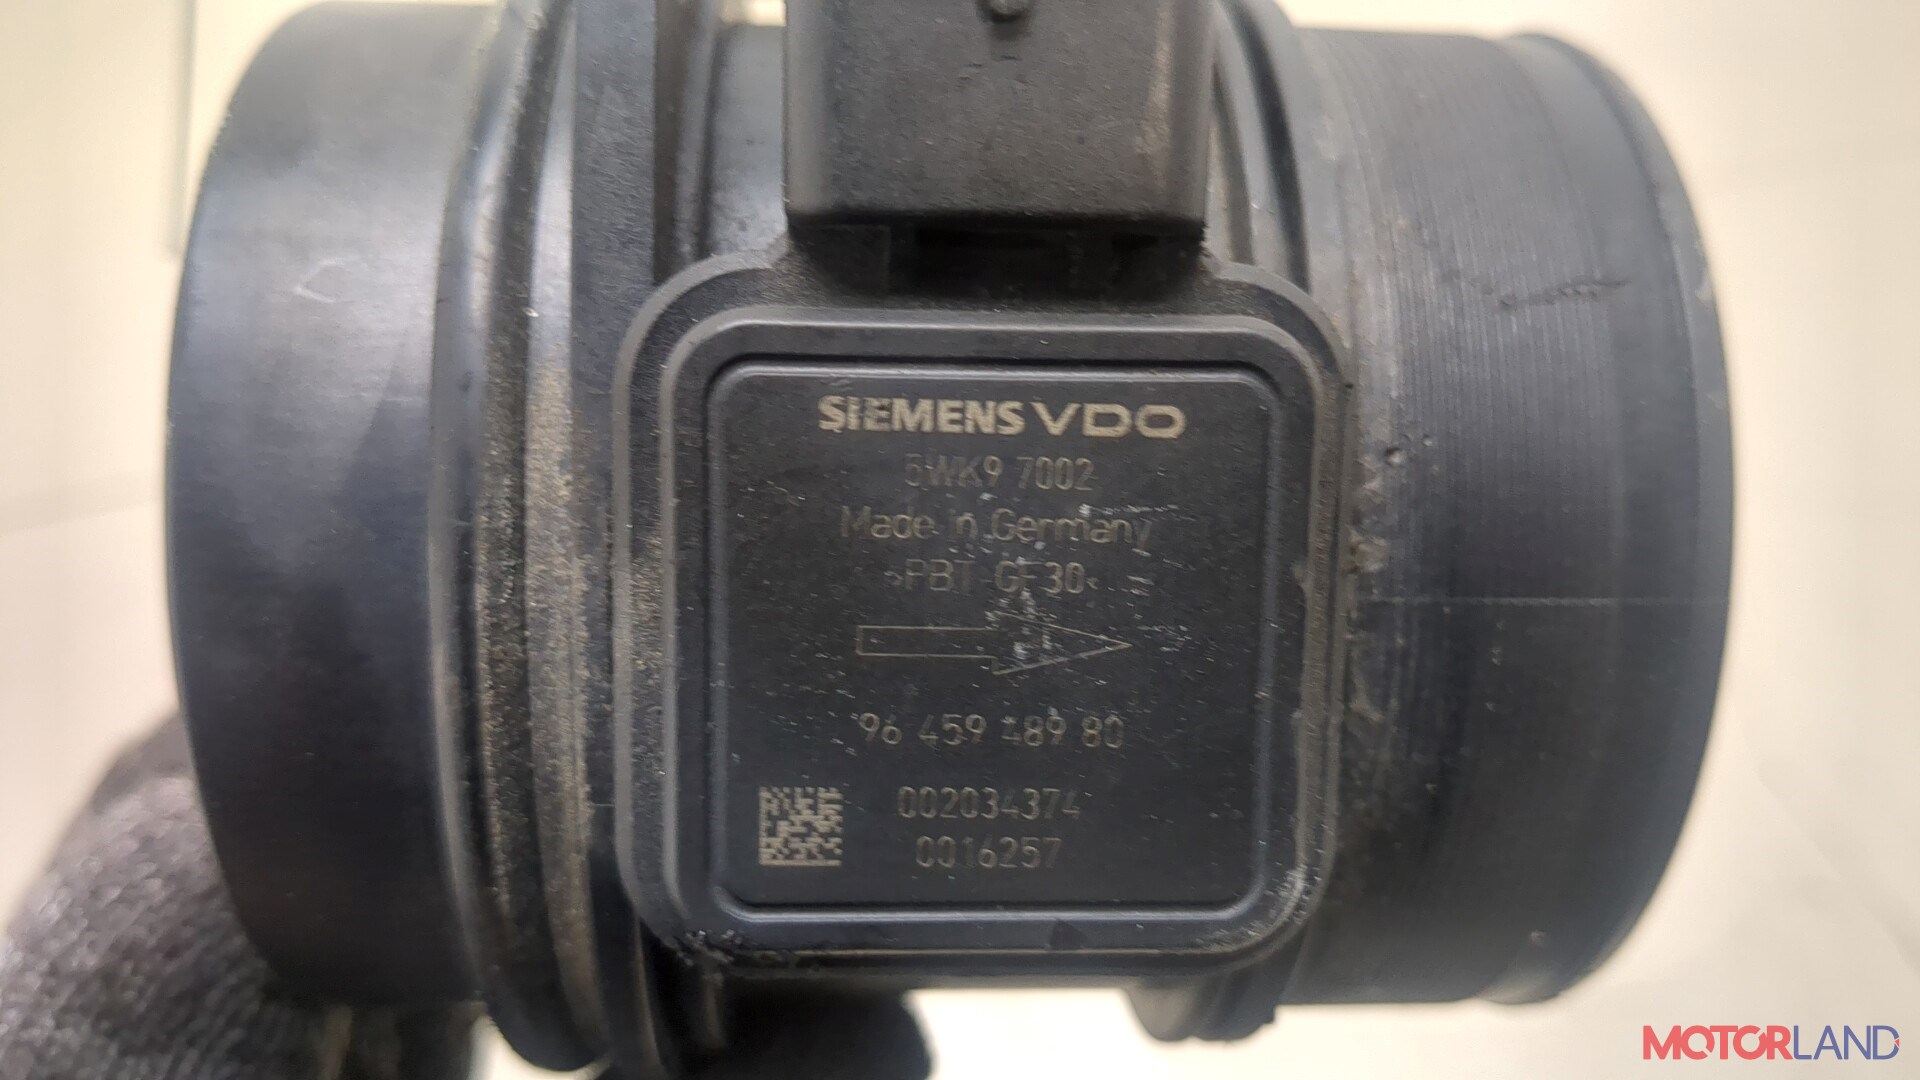 SIEMENS VDO
5WK9 7002
Made in Germany
>PBT-GF30<
96 459 489 80
002034374
0016257
MOTORLAND